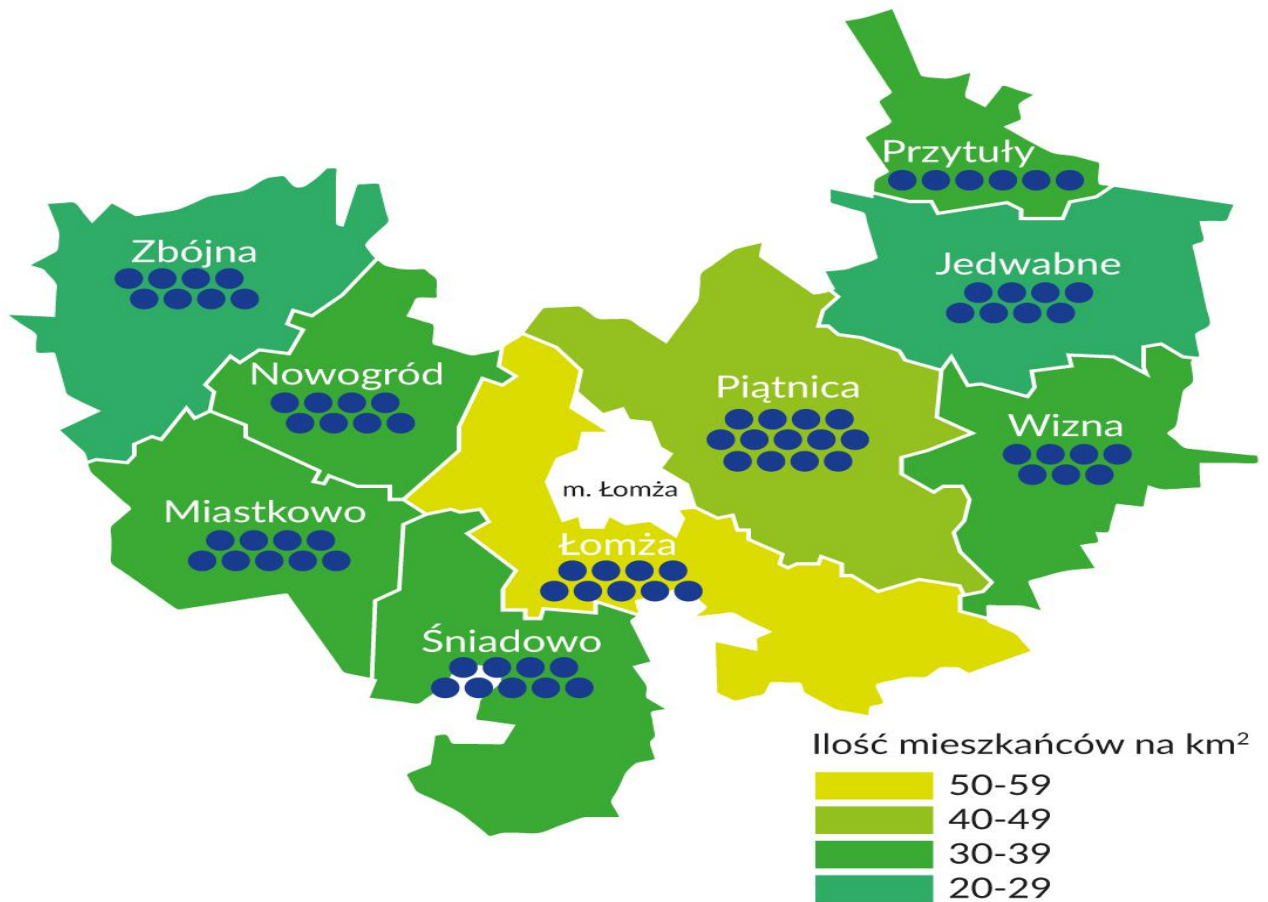 Przytuły
Zbójna
Jedwabne
Nowogród
Piątnica
Wizna
m. Łomża
Miastkowo
Łomża
Śniadowo
Ilość mieszkańców na km²
50-59
40-49
30-39
20-29